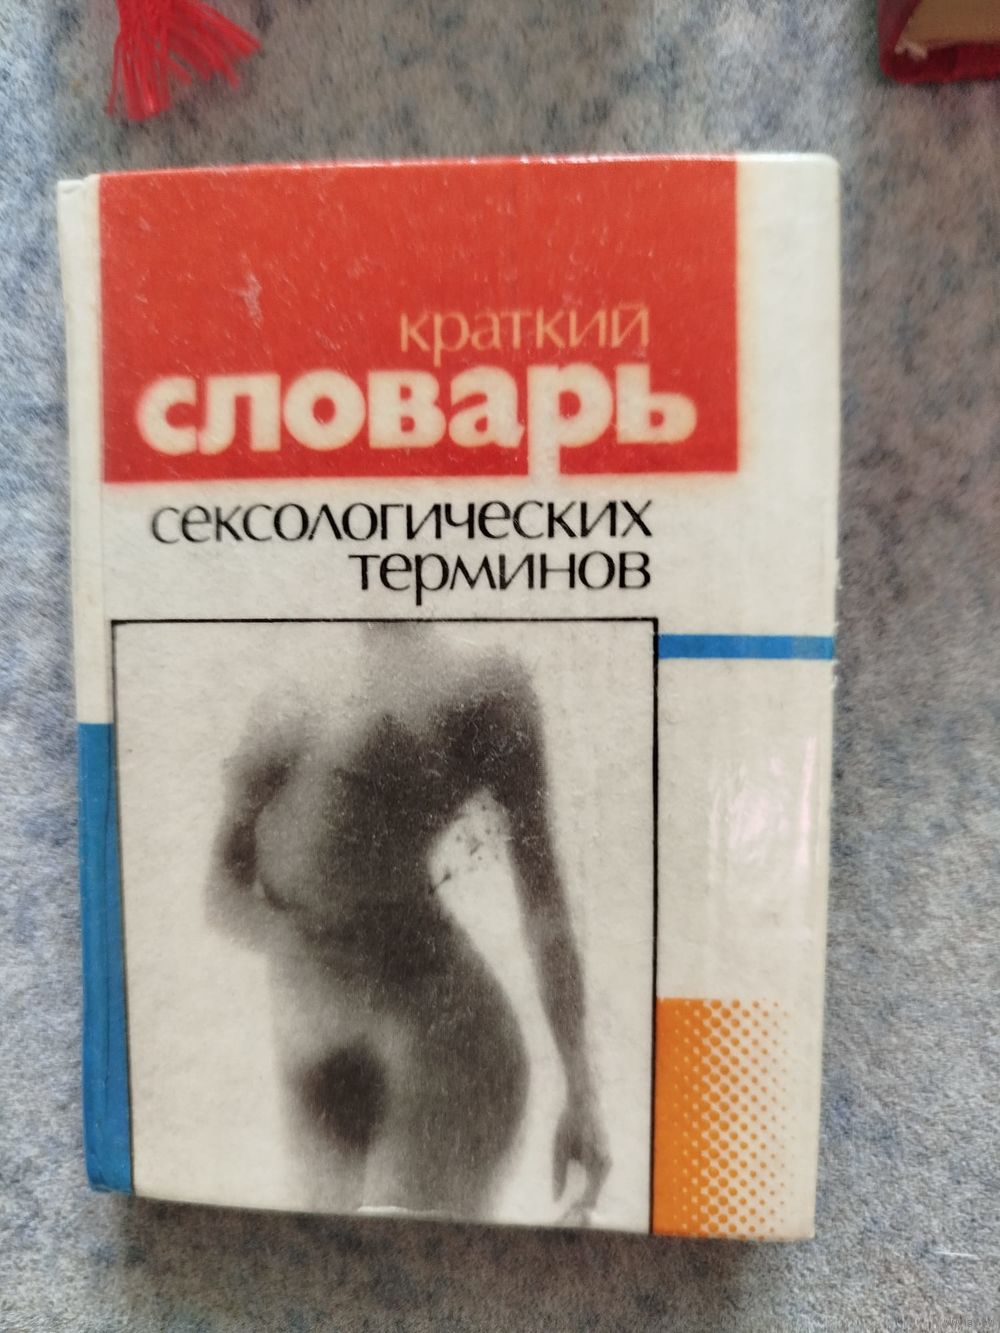 краткий
словарь
сексологических
терминов